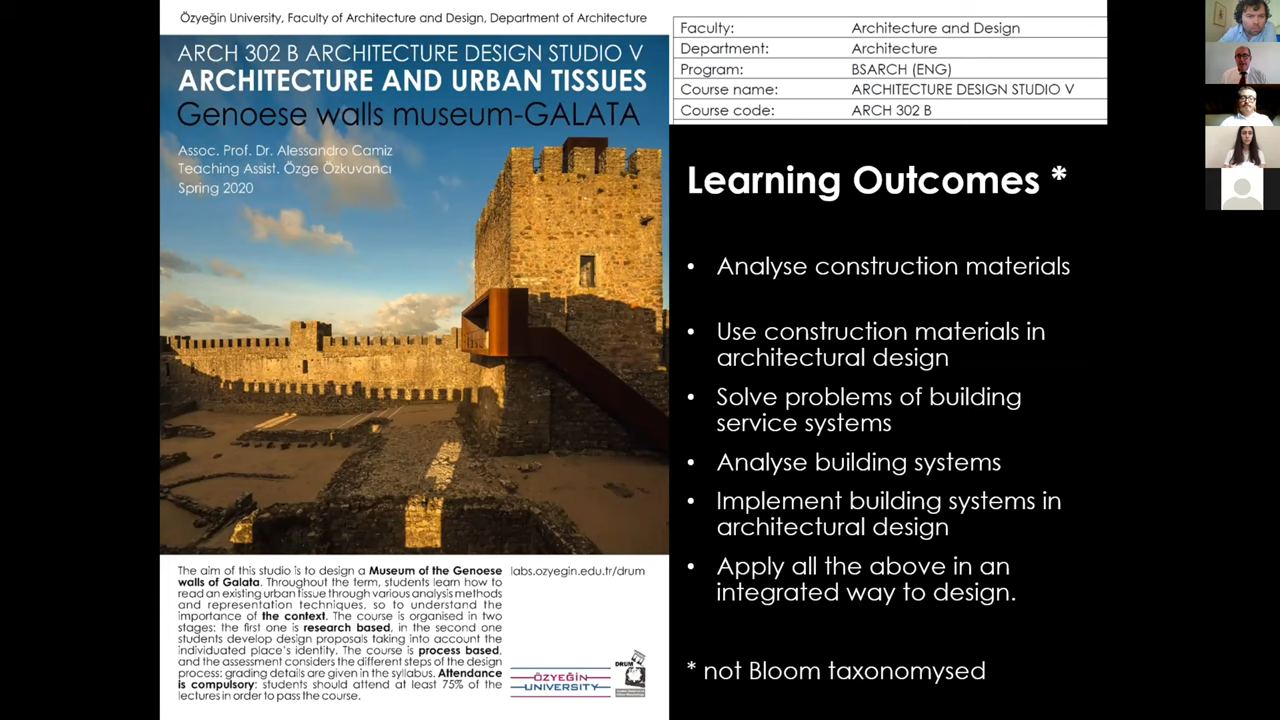 Özyeğin University, Faculty of Architecture and Design, Department of Architecture
ARCH 302 B ARCHITECTURE DESIGN STUDIO V
ARCHITECTURE AND URBAN TISSUES
Genoese walls museum-GALATA
Assoc. Prof. Dr. Alessandro Camiz
Teaching Assist. Özge Özkuvancı
Spring 2020
The aim of this studio is to design a Museum of the Genoese
walls of Galata. Throughout the term, students learn how to
read an existing urban tissue through various analysis methods
and representation techniques, so to understand the
importance of the context. The course is organised in two
stages: the first one is research based, in the second one
students develop design proposals taking into account the
individuated place's identity. The course is process based,
and the assessment considers the different steps of the design
process: grading details are given in the syllabus. Attendance
is compulsory: students should attend at least 75% of the
lectures in order to pass the course.
labs.ozyegin.edu.tr/drum
ÖZYEĞİN
UNIVERSITY
DRUM
Faculty: Architecture and Design
Department: Architecture
Program: BSARCH (ENG)
Course name: ARCHITECTURE DESIGN STUDIO V
Course code: ARCH 302 B
Learning Outcomes *
• Analyse construction materials
• Use construction materials in
architectural design
• Solve problems of building
service systems
• Analyse building systems
• Implement building systems in
architectural design
• Apply all the above in an
integrated way to design.
* not Bloom taxonomysed